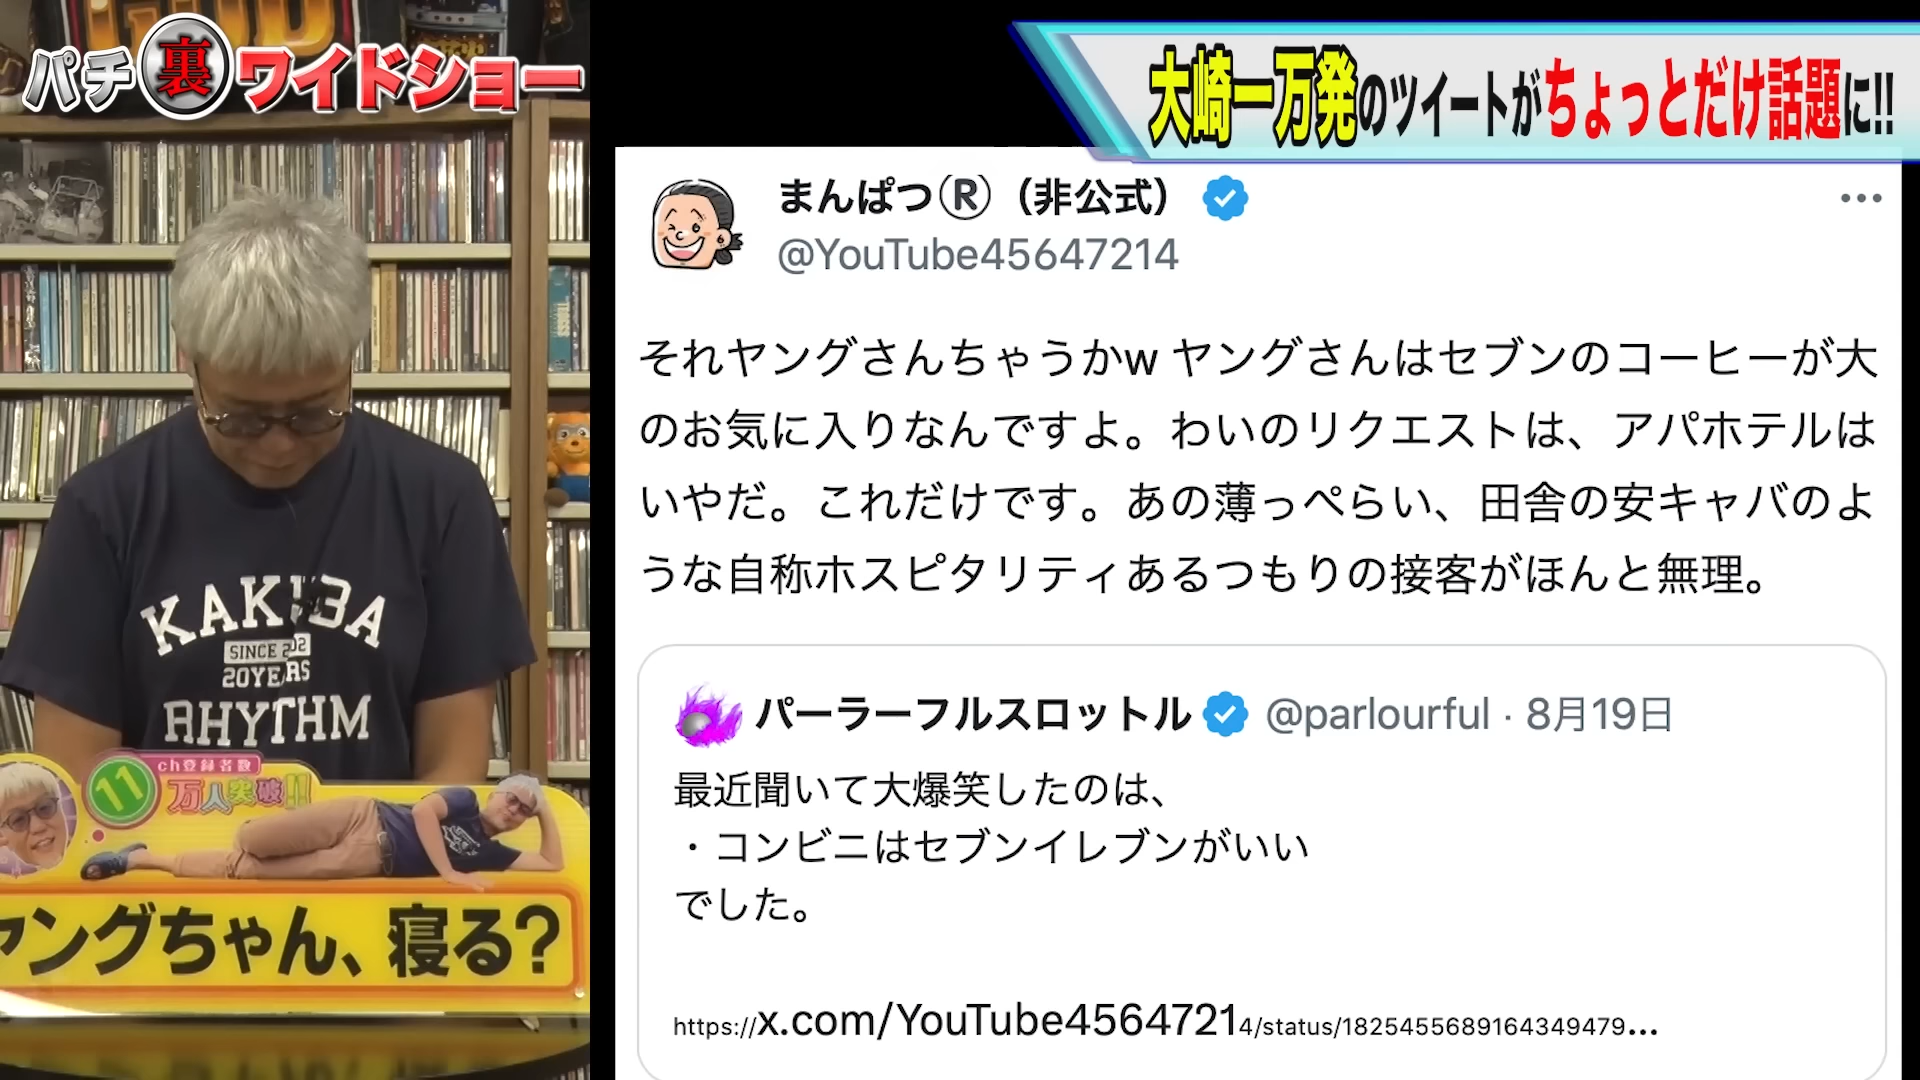 パチ裏ワイドショー
大崎一万発のツイートがちょっとだけ話題に!!
まんぱつⓇ（非公式）
@YouTube45647214
それヤングさんちゃうかw ヤングさんはセブンのコーヒーが大
のお気に入りなんですよ。わいのリクエストは、アパホテルは
いやだ。これだけです。あの薄っぺらい、田舎の安キャバのよ
うな自称ホスピタリティあるつもりの接客がほんと無理。
パーラーフルスロットル @parlourful · 8月19日
最近聞いて大爆笑したのは、
・コンビニはセブンイレブンがいい
でした。
https://x.com/YouTube45647214/status/1825455689164349479...
KAKUBA
SINCE 2002
20YEARS
RHYTHM
11
ch登録者数
万人突破!!
ヤングちゃん、寝る?